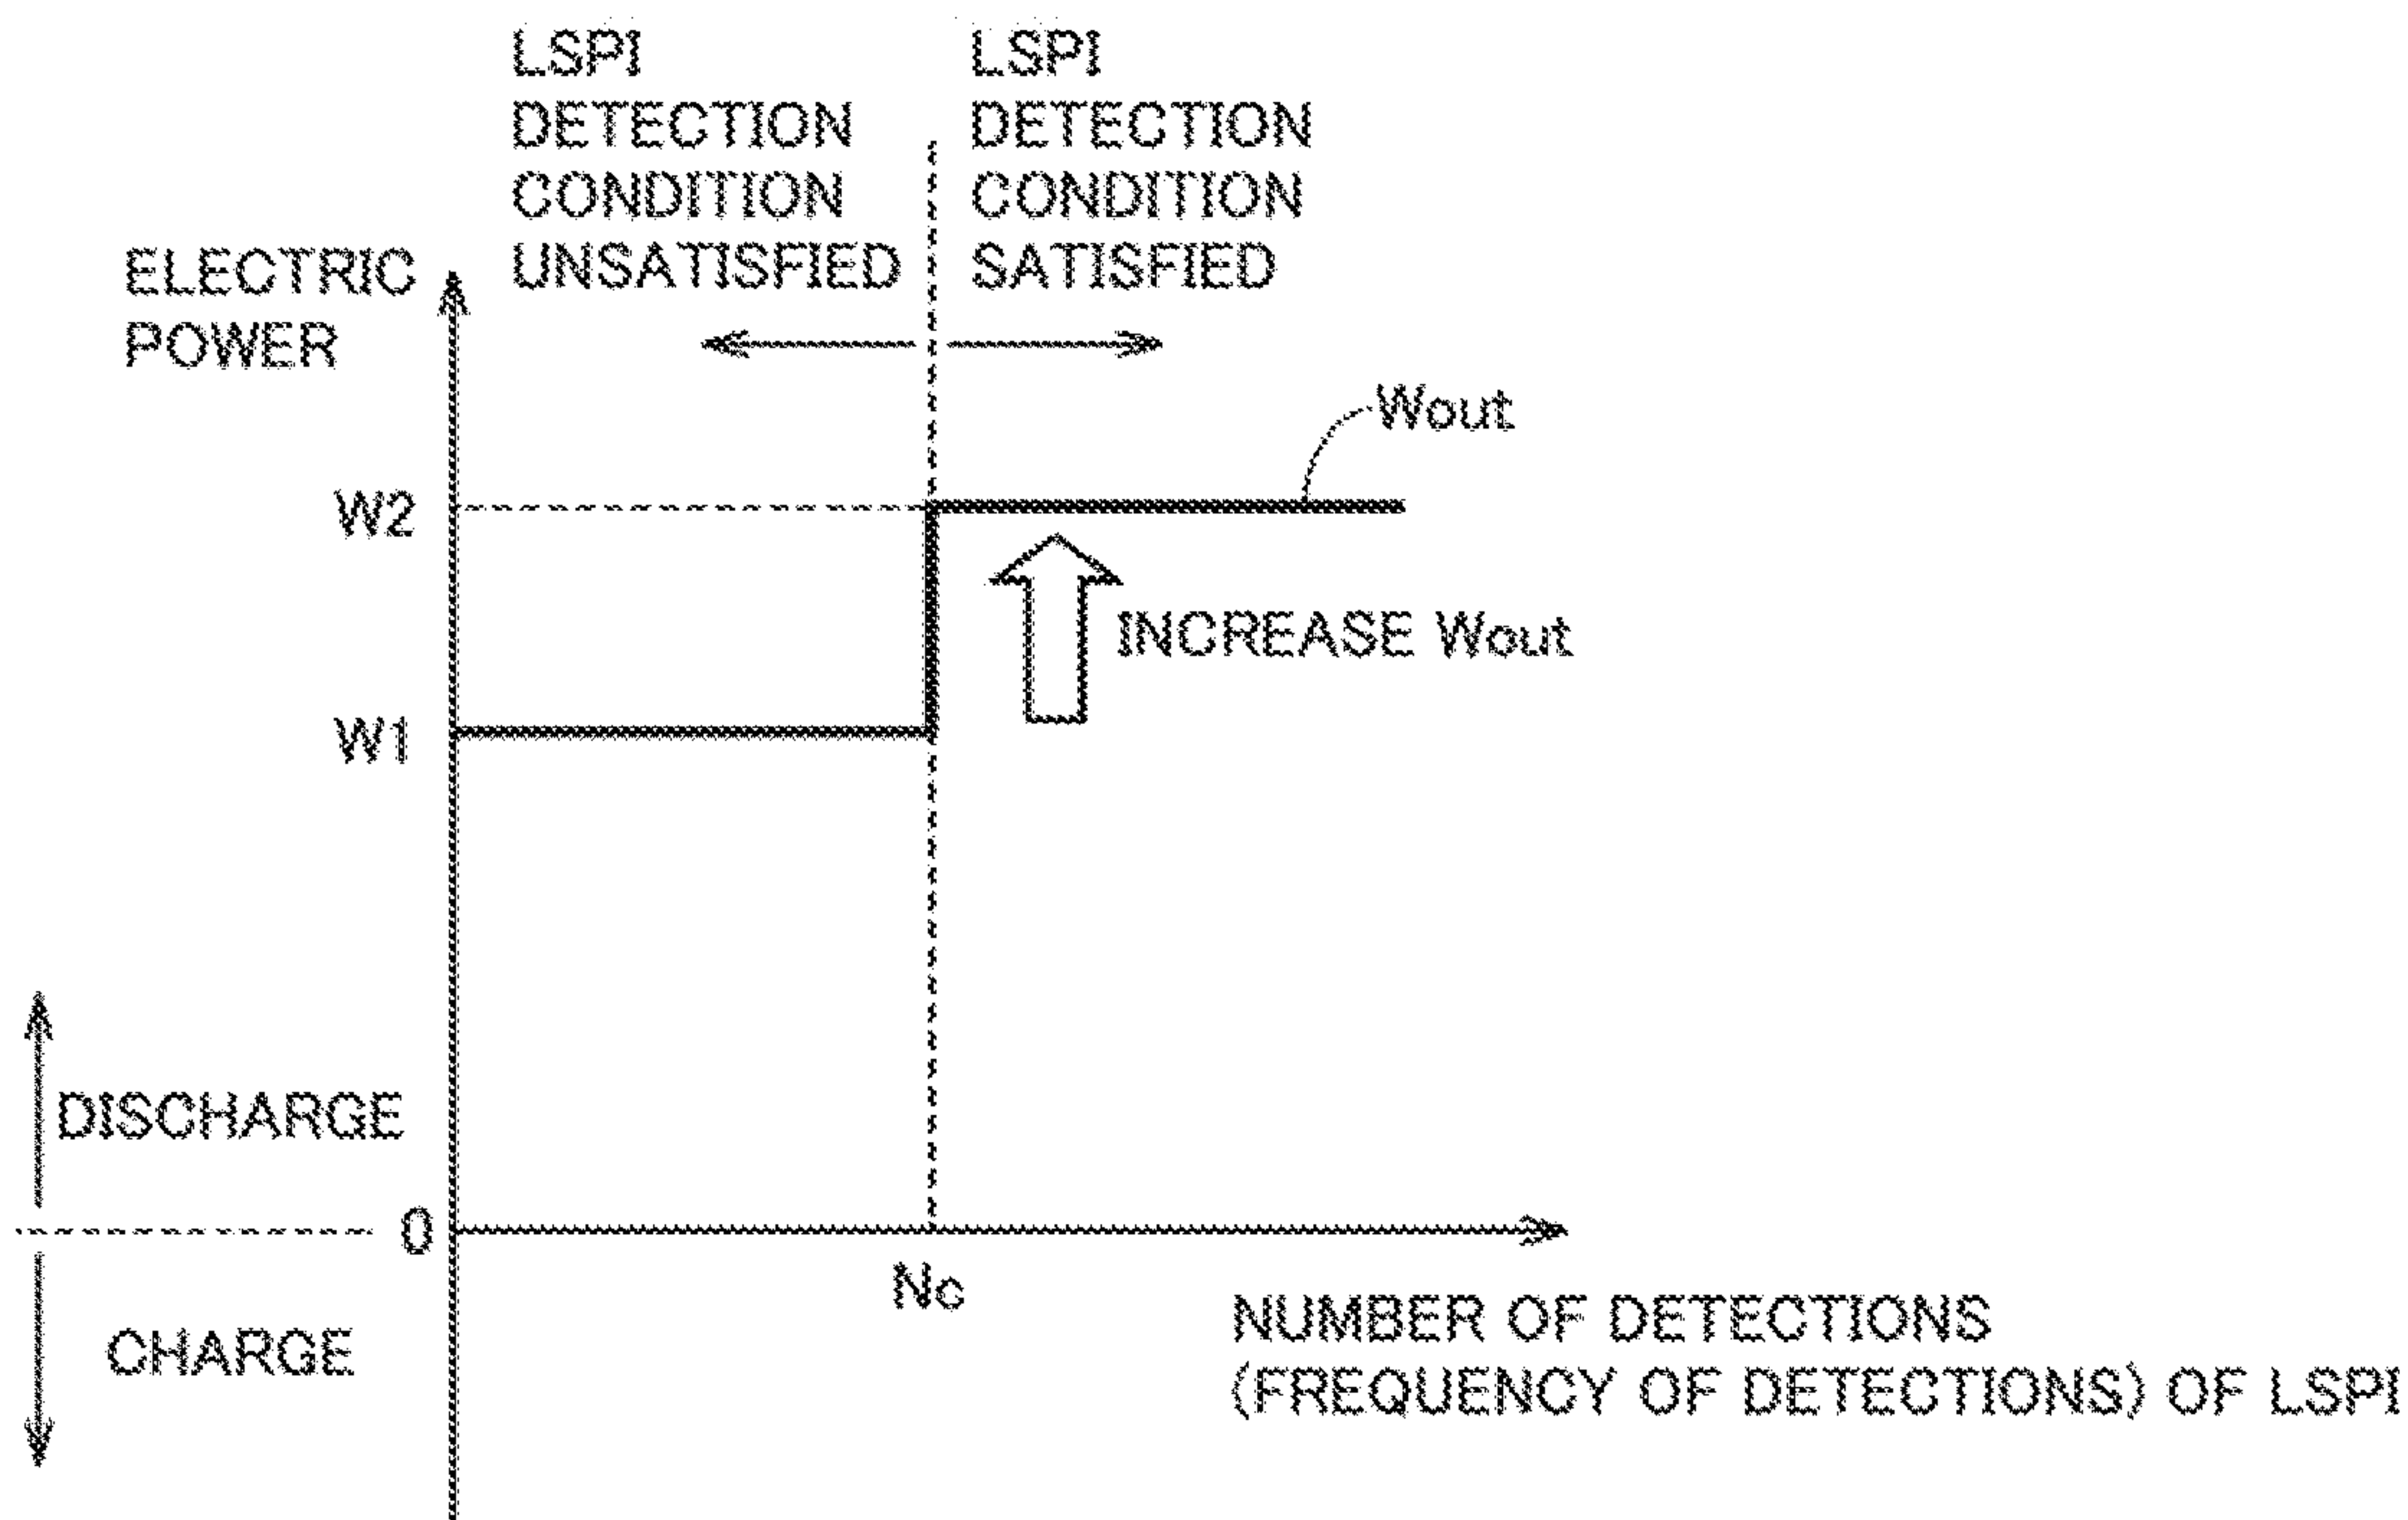 LSPI
DETECTION
CONDITION
UNSATISFIED
LSPI
DETECTION
CONDITION
SATISFIED
ELECTRIC
POWER
Wout
W2
INCREASE Wout
W1
DISCHARGE
0
Nc
CHARGE
NUMBER OF DETECTIONS
(FREQUENCY OF DETECTIONS) OF LSPI